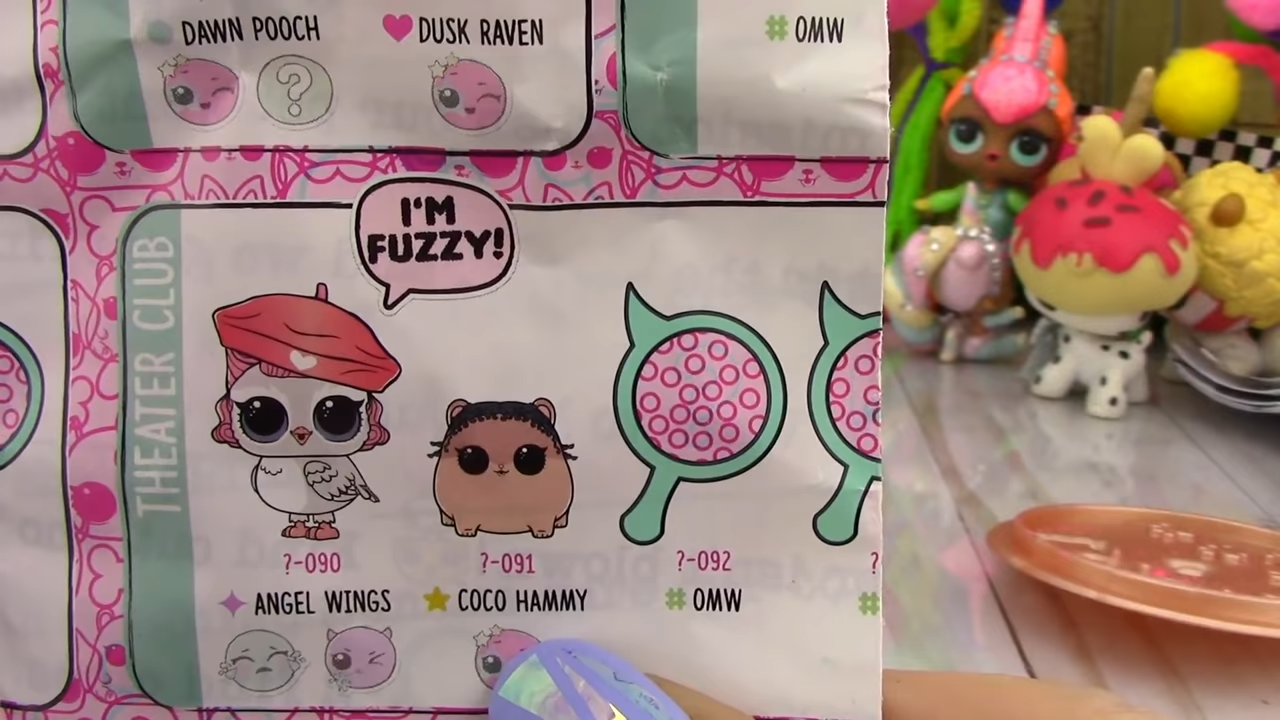 DAWN POOCH
DUSK RAVEN
# OMW
THEATER CLUB
I'M
FUZZY!
?-090
?-091
?-092
?
ANGEL WINGS
COCO HAMMY
# OMW
#
?